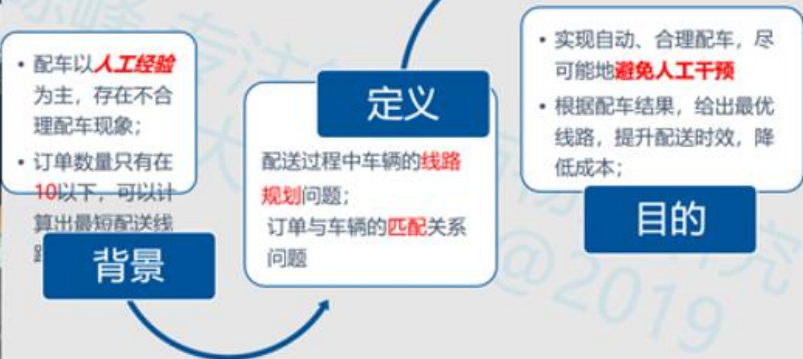 • 配车以人工经验
为主，存在不合
理配车现象；
• 订单数量只有在
10以下，可以计
算出最短配送线
背景
定义
配送过程中车辆的线路
规划问题；
订单与车辆的匹配关系
问题
• 实现自动、合理配车，尽
可能地避免人工干预
• 根据配车结果，给出最优
线路，提升配送时效，降
低成本；
目的
@2019